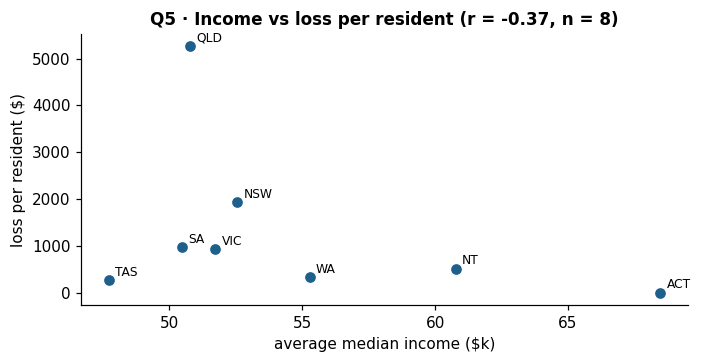 Q5 · Income vs loss per resident (r = -0.37, n = 8)
loss per resident ($)
5000
4000
3000
2000
1000
0
QLD
NSW
SA
VIC
TAS
WA
NT
ACT
50
55
60
65
average median income ($k)